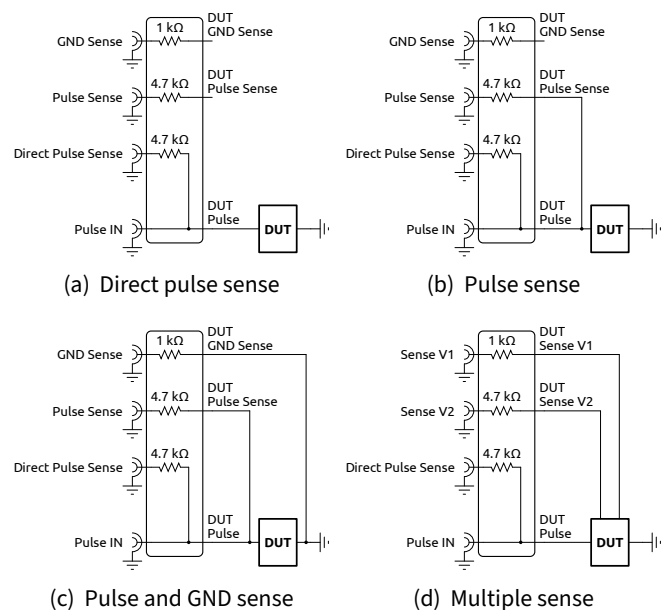 1 kΩ
DUT
GND Sense
GND Sense
4.7 kΩ
DUT
Pulse Sense
Pulse Sense
4.7 kΩ
Direct Pulse Sense
DUT
Pulse
Pulse IN
DUT
(a) Direct pulse sense
1 kΩ
DUT
GND Sense
GND Sense
4.7 kΩ
DUT
Pulse Sense
Pulse Sense
4.7 kΩ
Direct Pulse Sense
DUT
Pulse
Pulse IN
DUT
(b) Pulse sense
1 kΩ
DUT
GND Sense
GND Sense
4.7 kΩ
DUT
Pulse Sense
Pulse Sense
4.7 kΩ
Direct Pulse Sense
DUT
Pulse
Pulse IN
DUT
(c) Pulse and GND sense
1 kΩ
DUT
Sense V1
Sense V1
4.7 kΩ
DUT
Sense V2
Sense V2
4.7 kΩ
Direct Pulse Sense
DUT
Pulse
Pulse IN
DUT
(d) Multiple sense